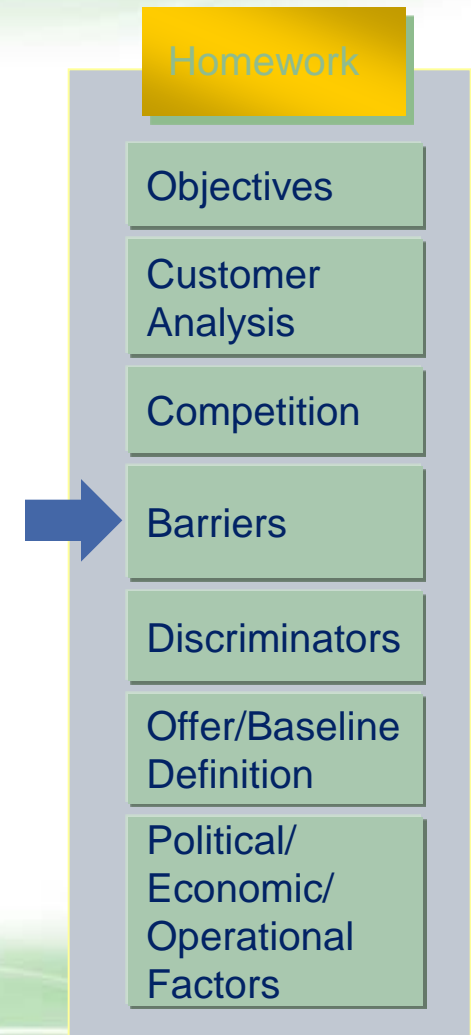 Homework
Objectives
Customer
Analysis
Competition
Barriers
Discriminators
Offer/Baseline
Definition
Political/
Economic/
Operational
Factors